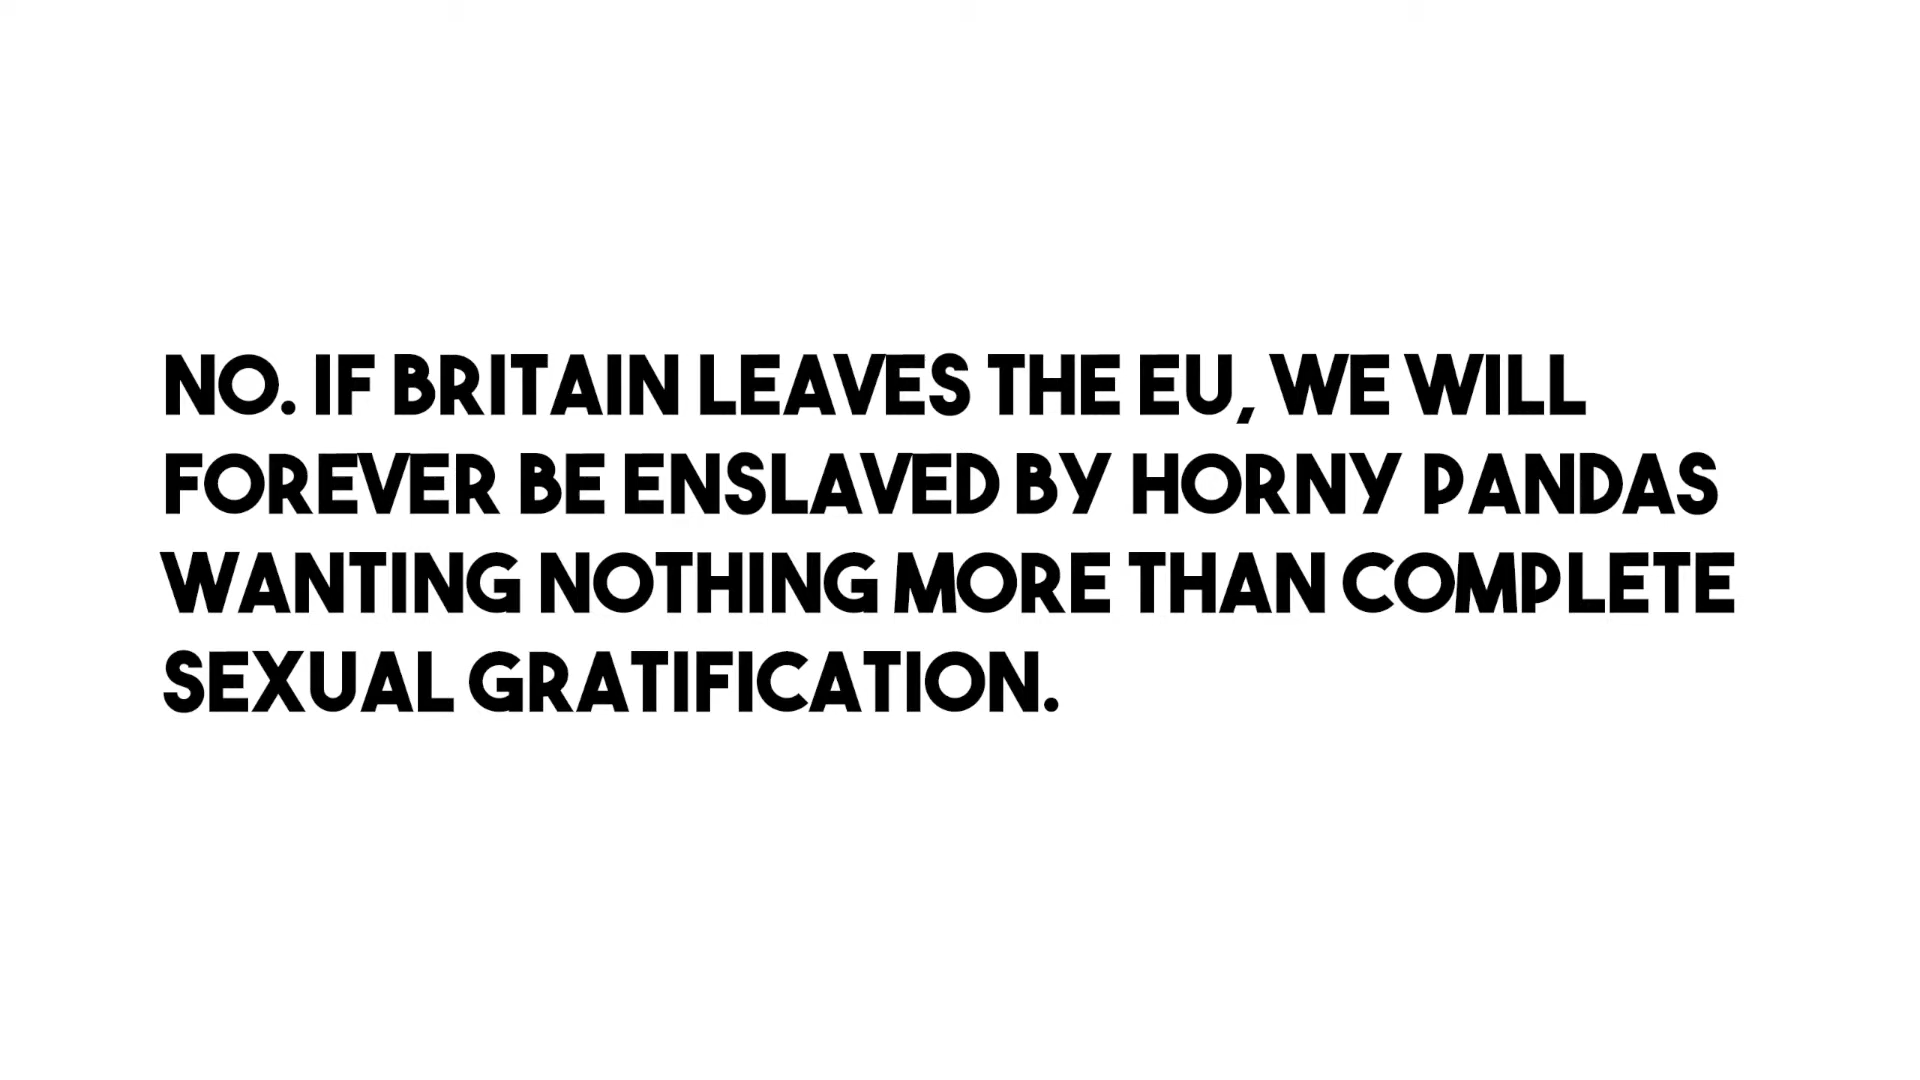 NO. IF BRITAIN LEAVES THE EU, WE WILL
FOREVER BE ENSLAVED BY HORNY PANDAS
WANTING NOTHING MORE THAN COMPLETE
SEXUAL GRATIFICATION.